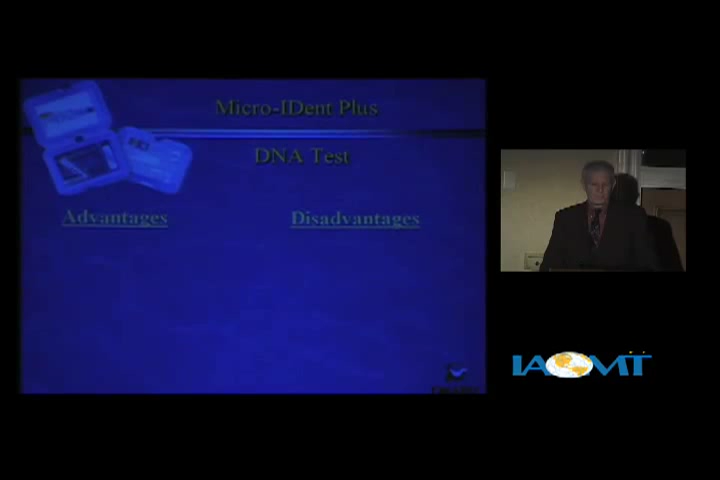 Micro-IDent Plus
DNA Test
Advantages
Disadvantages
IAOMT